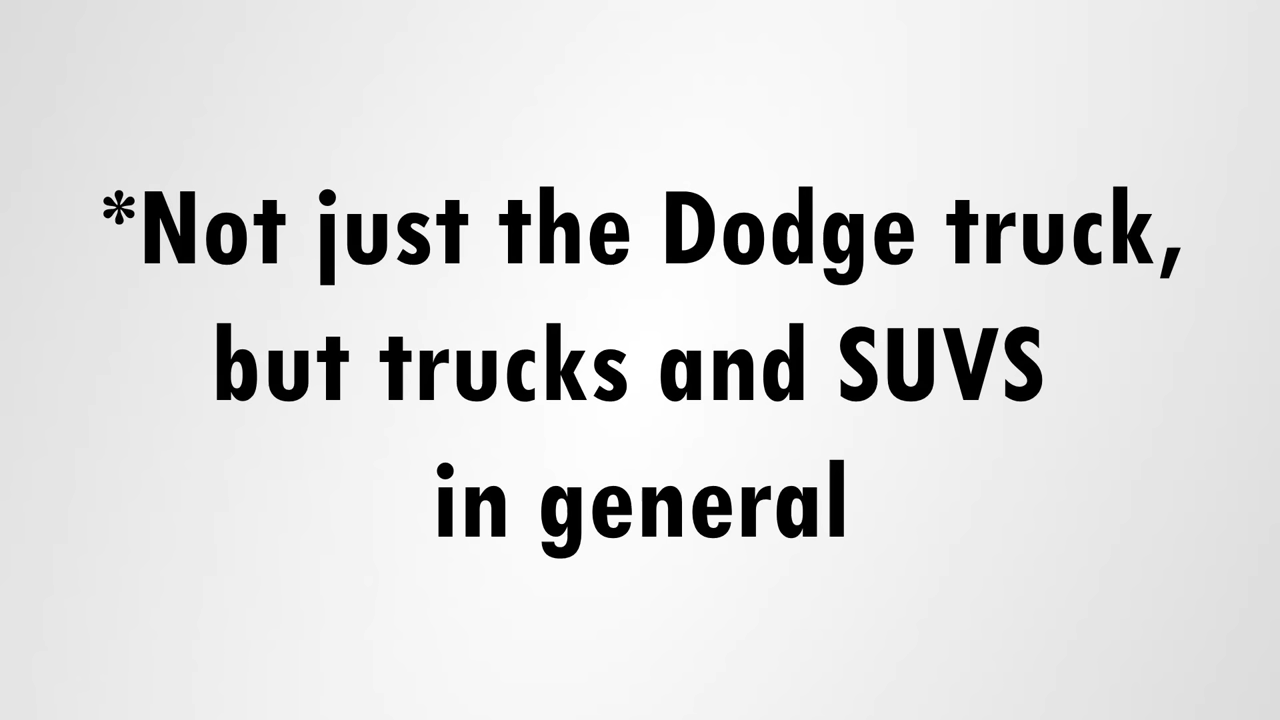 *Not just the Dodge truck,
but trucks and SUVS
in general